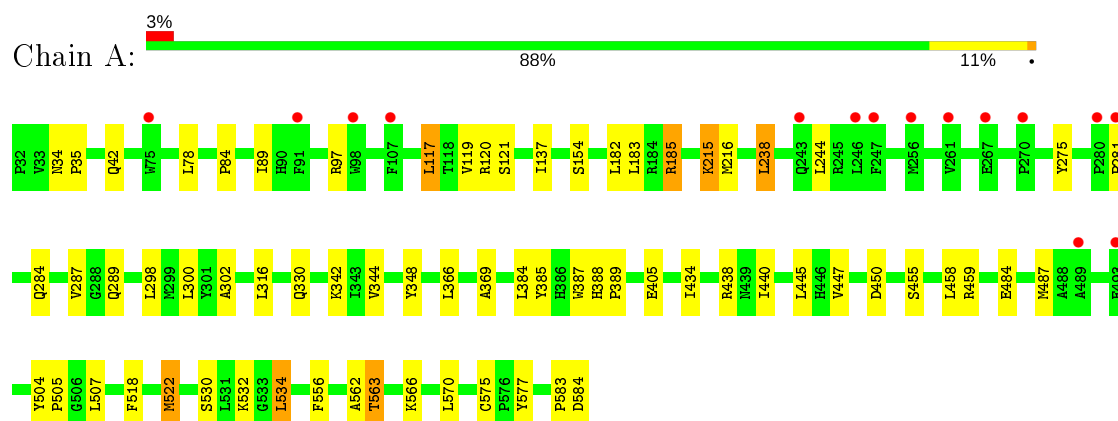 3%
Chain A:
88% 11% •
P32 V33 N34 P35 Q42 W75 L78 P84 I89 H90 F91 R97 W98 F107 L117 T118 V119 R120 S121 I137 S154 L182 L183 R184 R185 K215 M216 L238 Q243 L244 R245 L246 F247 M256 V261 E267 P270 Y275 P280 P281
Q284 V287 G288 Q289 L298 M299 L300 Y301 A302 L316 Q330 K342 I343 V344 Y348 L366 A369 L384 Y385 H386 W387 H388 P389 E405 I434 R438 N439 I440 L445 H446 V447 D450 S455 L458 R459 E484 M487 A488 A489
Y504 P505 G506 L507 F518 M522 S530 L531 K532 G533 L534 F556 A562 T563 K566 L570 C575 P576 Y577 P583 D584